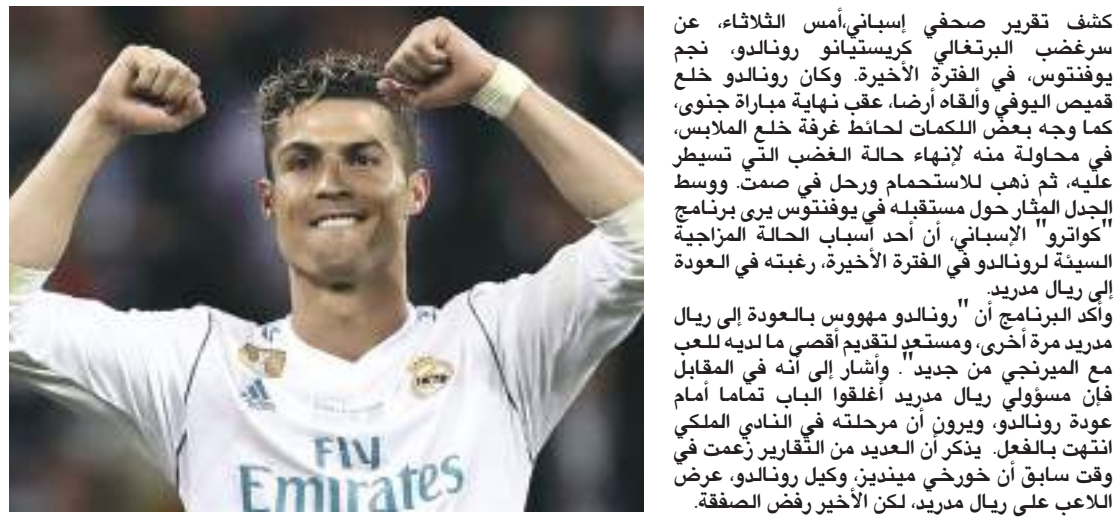 كشف تقرير صحفي إسباني،أمس الثلاثاء، عن
سرغضب البرتغالي كريستيانو رونالدو، نجم
يوفنتوس، في الفترة الأخيرة. وكان رونالدو خلع
قميص اليوفي وألقاه أرضا، عقب نهاية مباراة جنوى،
كما وجه بعض اللكمات لحائط غرفة خلع الملابس،
في محاولة منه لإنهاء حالة الغضب التي تسيطر
عليه، ثم ذهب للاستحمام ورحل في صمت. ووسط
الجدل المثار حول مستقبله في يوفنتوس يرى برنامج
"كواترو" الإسباني، أن أحد أسباب الحالة المزاجية
السيئة لرونالدو في الفترة الأخيرة، رغبته في العودة
إلى ريال مدريد.
وأكد البرنامج أن "رونالدو مهووس بالعودة إلى ريال
مدريد مرة أخرى، ومستعد لتقديم أقصى ما لديه للعب
مع الميرنجي من جديد". وأشار إلى أنه في المقابل
فإن مسؤولي ريال مدريد أغلقوا الباب تماما أمام
عودة رونالدو، ويرون أن مرحلته في النادي الملكي
انتهت بالفعل. يذكر أن العديد من التقارير زعمت في
وقت سابق أن خورخي مينديز، وكيل رونالدو، عرض
اللاعب على ريال مدريد، لكن الأخير رفض الصفقة.
Fly
Emirates